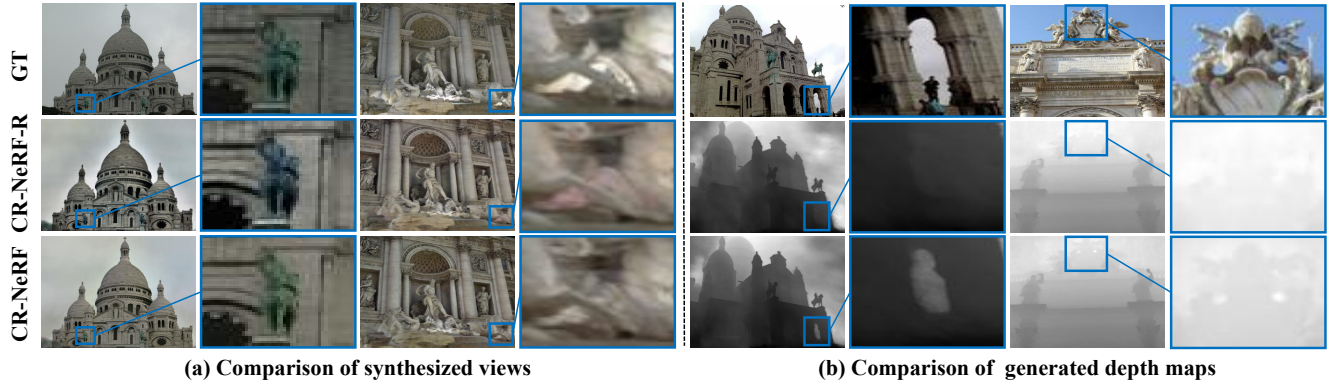 GT
CR-NeRF-R
CR-NeRF
(a) Comparison of synthesized views
(b) Comparison of generated depth maps